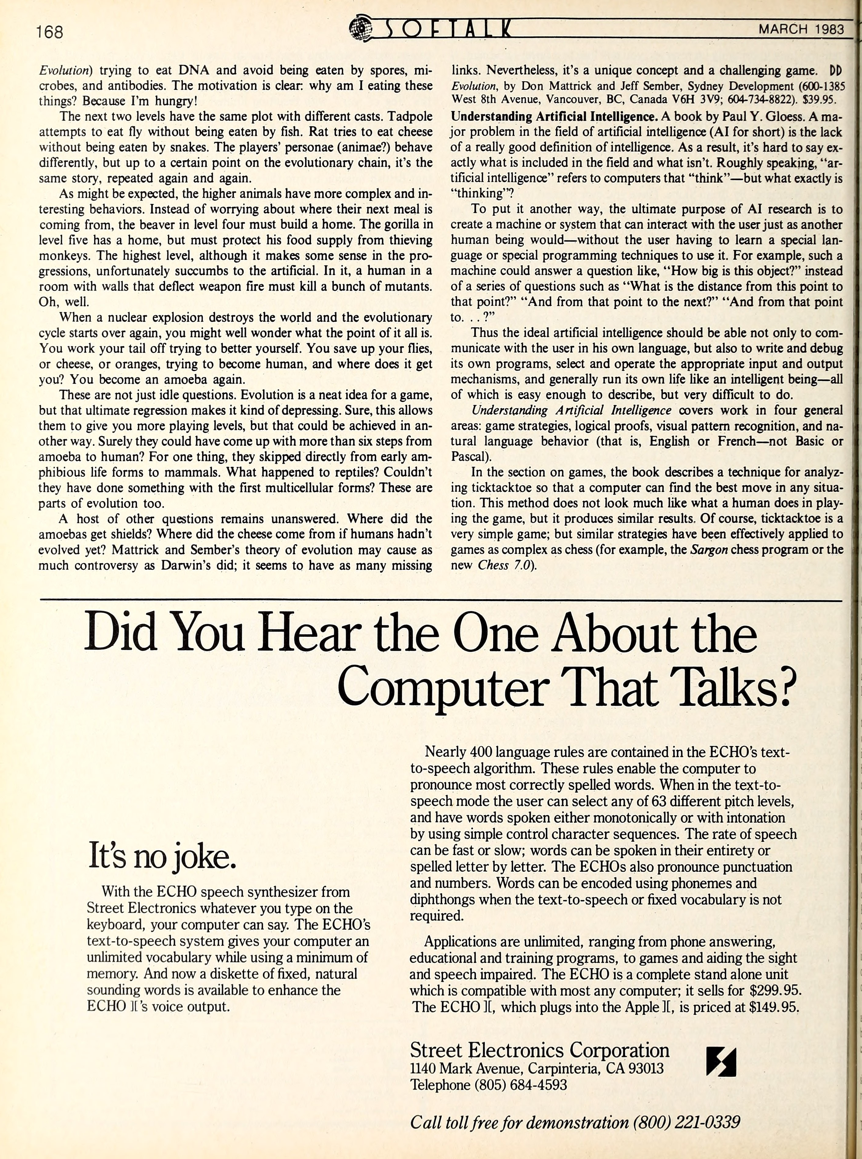 168
SOFTALK
MARCH 1983
Evolution) trying to eat DNA and avoid being eaten by spores, mi-
crobes, and antibodies. The motivation is clear: why am I eating these
things? Because I'm hungry!
The next two levels have the same plot with different casts. Tadpole
attempts to eat fly without being eaten by fish. Rat tries to eat cheese
without being eaten by snakes. The players' personae (animae?) behave
differently, but up to a certain point on the evolutionary chain, it's the
same story, repeated again and again.
As might be expected, the higher animals have more complex and in-
teresting behaviors. Instead of worrying about where their next meal is
coming from, the beaver in level four must build a home. The gorilla in
level five has a home, but must protect his food supply from thieving
monkeys. The highest level, although it makes some sense in the pro-
gressions, unfortunately succumbs to the artificial. In it, a human in a
room with walls that deflect weapon fire must kill a bunch of mutants.
Oh, well.
When a nuclear explosion destroys the world and the evolutionary
cycle starts over again, you might well wonder what the point of it all is.
You work your tail off trying to better yourself. You save up your flies,
or cheese, or oranges, trying to become human, and where does it get
you? You become an amoeba again.
These are not just idle questions. Evolution is a neat idea for a game,
but that ultimate regression makes it kind of depressing. Sure, this allows
them to give you more playing levels, but that could be achieved in an-
other way. Surely they could have come up with more than six steps from
amoeba to human? For one thing, they skipped directly from early am-
phibious life forms to mammals. What happened to reptiles? Couldn't
they have done something with the first multicellular forms? These are
parts of evolution too.
A host of other questions remains unanswered. Where did the
amoebas get shields? Where did the cheese come from if humans hadn't
evolved yet? Mattrick and Sember's theory of evolution may cause as
much controversy as Darwin's did; it seems to have as many missing
links. Nevertheless, it's a unique concept and a challenging game. DD
Evolution, by Don Mattrick and Jeff Sember, Sydney Development (600-1385
West 8th Avenue, Vancouver, BC, Canada V6H 3V9; 604-734-8822). $39.95.
Understanding Artificial Intelligence. A book by Paul Y. Gloess. A ma-
jor problem in the field of artificial intelligence (AI for short) is the lack
of a really good definition of intelligence. As a result, it's hard to say ex-
actly what is included in the field and what isn't. Roughly speaking, "ar-
tificial intelligence" refers to computers that "think"—but what exactly is
"thinking"?
To put it another way, the ultimate purpose of AI research is to
create a machine or system that can interact with the user just as another
human being would—without the user having to learn a special lan-
guage or special programming techniques to use it. For example, such a
machine could answer a question like, "How big is this object?" instead
of a series of questions such as "What is the distance from this point to
that point?" "And from that point to the next?" "And from that point
to. . .?"
Thus the ideal artificial intelligence should be able not only to com-
municate with the user in his own language, but also to write and debug
its own programs, select and operate the appropriate input and output
mechanisms, and generally run its own life like an intelligent being—all
of which is easy enough to describe, but very difficult to do.
Understanding Artificial Intelligence covers work in four general
areas: game strategies, logical proofs, visual pattern recognition, and na-
tural language behavior (that is, English or French—not Basic or
Pascal).
In the section on games, the book describes a technique for analyz-
ing ticktacktoe so that a computer can find the best move in any situa-
tion. This method does not look much like what a human does in play-
ing the game, but it produces similar results. Of course, ticktacktoe is a
very simple game; but similar strategies have been effectively applied to
games as complex as chess (for example, the Sargon chess program or the
new Chess 7.0).
Did You Hear the One About the
Computer That Talks?
It's no joke.
With the ECHO speech synthesizer from
Street Electronics whatever you type on the
keyboard, your computer can say. The ECHO's
text-to-speech system gives your computer an
unlimited vocabulary while using a minimum of
memory. And now a diskette of fixed, natural
sounding words is available to enhance the
ECHO ]['s voice output.
Nearly 400 language rules are contained in the ECHO's text-
to-speech algorithm. These rules enable the computer to
pronounce most correctly spelled words. When in the text-to-
speech mode the user can select any of 63 different pitch levels,
and have words spoken either monotonically or with intonation
by using simple control character sequences. The rate of speech
can be fast or slow; words can be spoken in their entirety or
spelled letter by letter. The ECHOs also pronounce punctuation
and numbers. Words can be encoded using phonemes and
diphthongs when the text-to-speech or fixed vocabulary is not
required.
Applications are unlimited, ranging from phone answering,
educational and training programs, to games and aiding the sight
and speech impaired. The ECHO is a complete stand alone unit
which is compatible with most any computer; it sells for $299.95.
The ECHO ][, which plugs into the Apple ][, is priced at $149.95.
Street Electronics Corporation
1140 Mark Avenue, Carpinteria, CA 93013
Telephone (805) 684-4593
Call toll free for demonstration (800) 221-0339